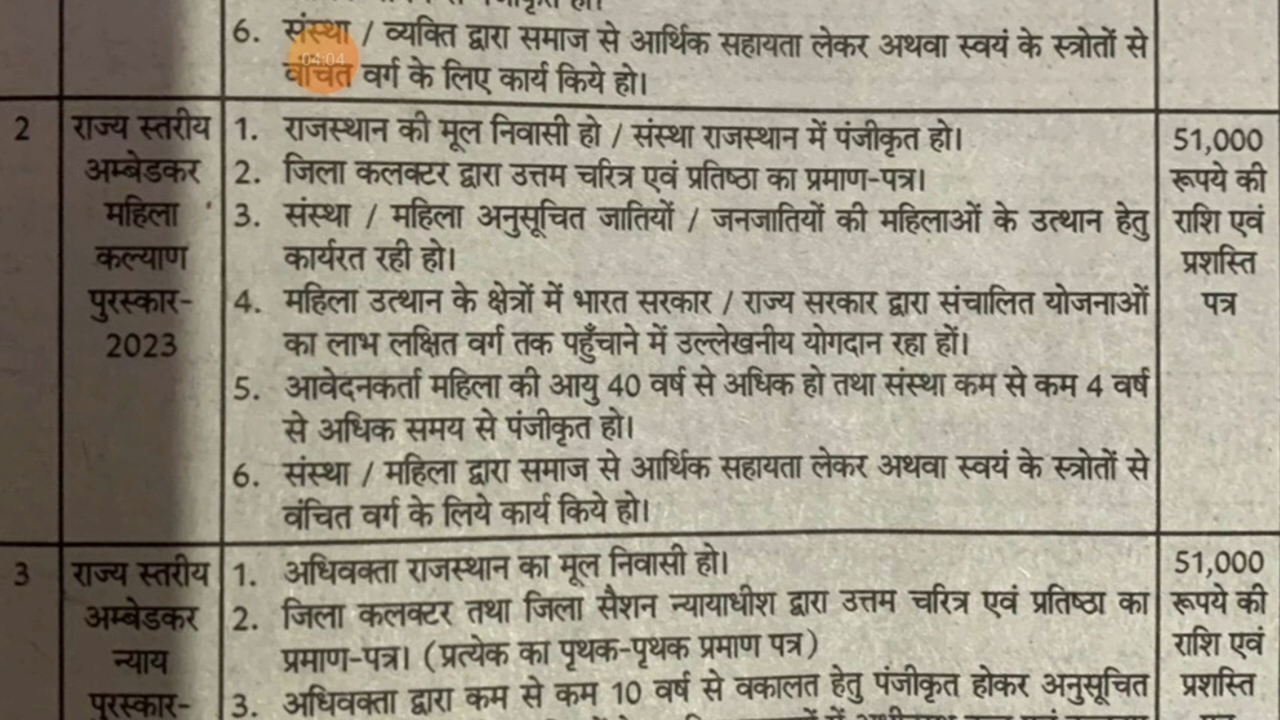 6. संस्था / व्यक्ति द्वारा समाज से आर्थिक सहायता लेकर अथवा स्वयं के स्त्रोतों से
04:04
वंचित वर्ग के लिए कार्य किये हो।
2
राज्य स्तरीय
अम्बेडकर
महिला
कल्याण
पुरस्कार-
2023
1. राजस्थान की मूल निवासी हो / संस्था राजस्थान में पंजीकृत हो।
2. जिला कलक्टर द्वारा उत्तम चरित्र एवं प्रतिष्ठा का प्रमाण-पत्र।
3. संस्था / महिला अनुसूचित जातियों / जनजातियों की महिलाओं के उत्थान हेतु
कार्यरत रही हो।
4. महिला उत्थान के क्षेत्रों में भारत सरकार / राज्य सरकार द्वारा संचालित योजनाओं
का लाभ लक्षित वर्ग तक पहुँचाने में उल्लेखनीय योगदान रहा हों।
5. आवेदनकर्ता महिला की आयु 40 वर्ष से अधिक हो तथा संस्था कम से कम 4 वर्ष
से अधिक समय से पंजीकृत हो।
6. संस्था / महिला द्वारा समाज से आर्थिक सहायता लेकर अथवा स्वयं के स्त्रोतों से
वंचित वर्ग के लिये कार्य किये हो।
51,000
रूपये की
राशि एवं
प्रशस्ति
पत्र
3
राज्य स्तरीय
अम्बेडकर
न्याय
पुरस्कार-
1. अधिवक्ता राजस्थान का मूल निवासी हो।
2. जिला कलक्टर तथा जिला सैशन न्यायाधीश द्वारा उत्तम चरित्र एवं प्रतिष्ठा का
प्रमाण-पत्र। (प्रत्येक का पृथक-पृथक प्रमाण पत्र)
3. अधिवक्ता द्वारा कम से कम 10 वर्ष से वकालत हेतु पंजीकृत होकर अनुसूचित
51,000
रूपये की
राशि एवं
प्रशस्ति